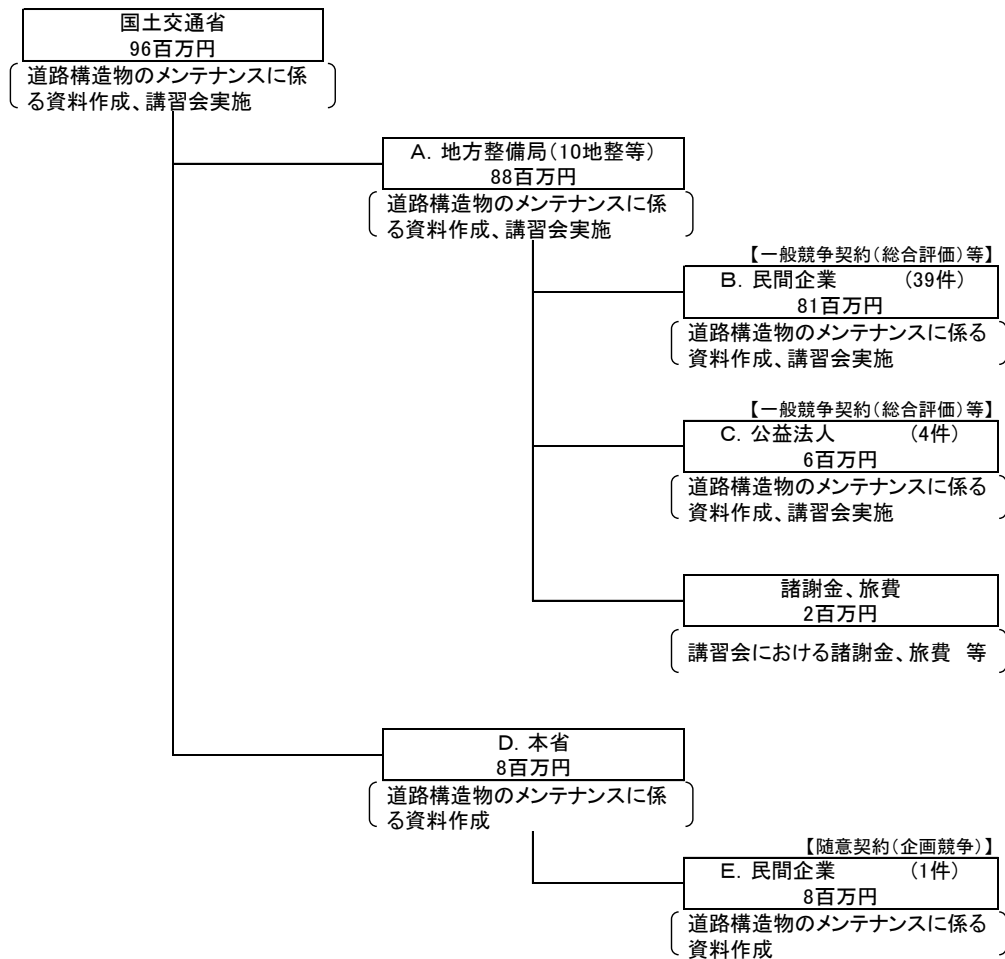 国土交通省
96百万円
道路構造物のメンテナンスに係
る資料作成、講習会実施
A. 地方整備局(10地整等)
88百万円
道路構造物のメンテナンスに係
る資料作成、講習会実施
【一般競争契約(総合評価)等】
B. 民間企業 (39件)
81百万円
道路構造物のメンテナンスに係る
資料作成、講習会実施
【一般競争契約(総合評価)等】
C. 公益法人 (4件)
6百万円
道路構造物のメンテナンスに係る
資料作成、講習会実施
諸謝金、旅費
2百万円
講習会における諸謝金、旅費 等
D. 本省
8百万円
道路構造物のメンテナンスに係
る資料作成
【随意契約(企画競争)】
E. 民間企業 (1件)
8百万円
道路構造物のメンテナンスに係る
資料作成